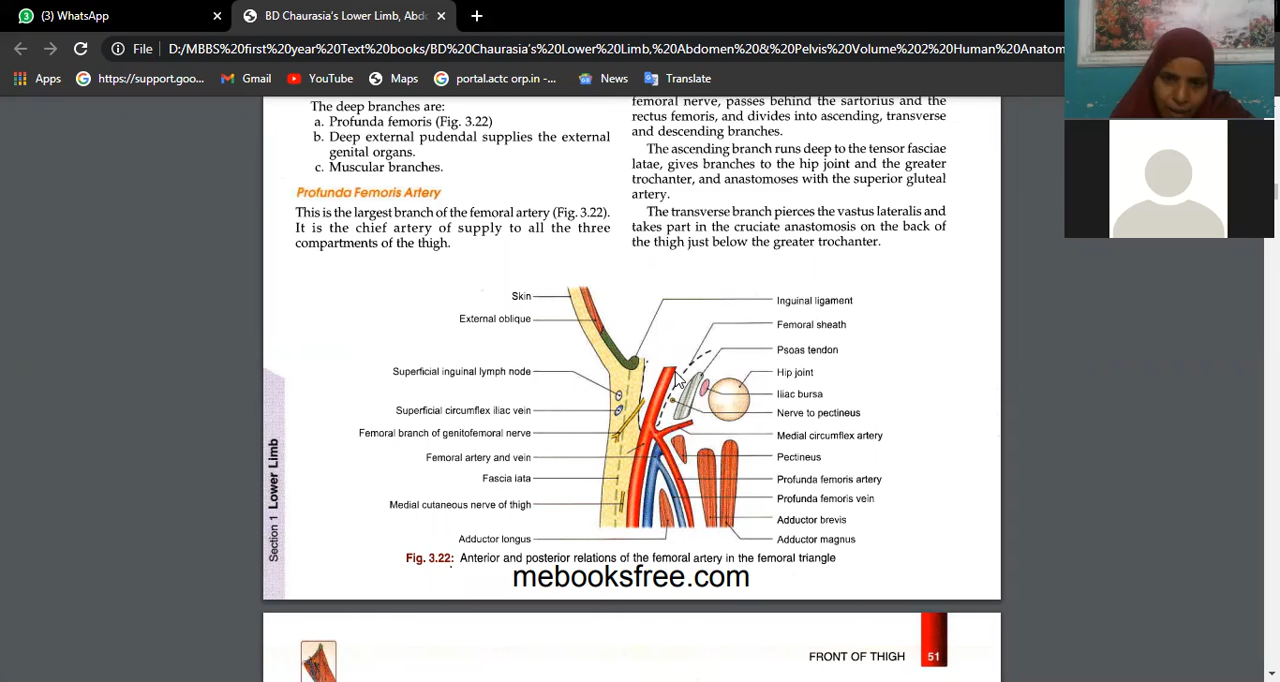 (3) WhatsApp
BD Chaurasia's Lower Limb, Abdo
File D:/MBBS%20first%20year%20Text%20books/BD%20Chaurasia's%20Lower%20Limb,%20Abdomen%20&%20Pelvis%20Volume%202%20Human%20Anatom
Apps https://support.goo... Gmail YouTube Maps portal.actc orp.in -... News Translate
The deep branches are:
a. Profunda femoris (Fig. 3.22)
b. Deep external pudendal supplies the external
genital organs.
c. Muscular branches.
Profunda Femoris Artery
This is the largest branch of the femoral artery (Fig. 3.22).
It is the chief artery of supply to all the three
compartments of the thigh.
femoral nerve, passes behind the sartorius and the
rectus femoris, and divides into ascending, transverse
and descending branches.
The ascending branch runs deep to the tensor fasciae
latae, gives branches to the hip joint and the greater
trochanter, and anastomoses with the superior gluteal
artery.
The transverse branch pierces the vastus lateralis and
takes part in the cruciate anastomosis on the back of
the thigh just below the greater trochanter.
Skin
External oblique
Superficial inguinal lymph node
Superficial circumflex iliac vein
Femoral branch of genitofemoral nerve
Femoral artery and vein
Fascia lata
Medial cutaneous nerve of thigh
Adductor longus
Inguinal ligament
Femoral sheath
Psoas tendon
Hip joint
Iliac bursa
Nerve to pectineus
Medial circumflex artery
Pectineus
Profunda femoris artery
Profunda femoris vein
Adductor brevis
Adductor magnus
Fig. 3.22: Anterior and posterior relations of the femoral artery in the femoral triangle
mebooksfree.com
Section 1 Lower Limb
FRONT OF THIGH 51